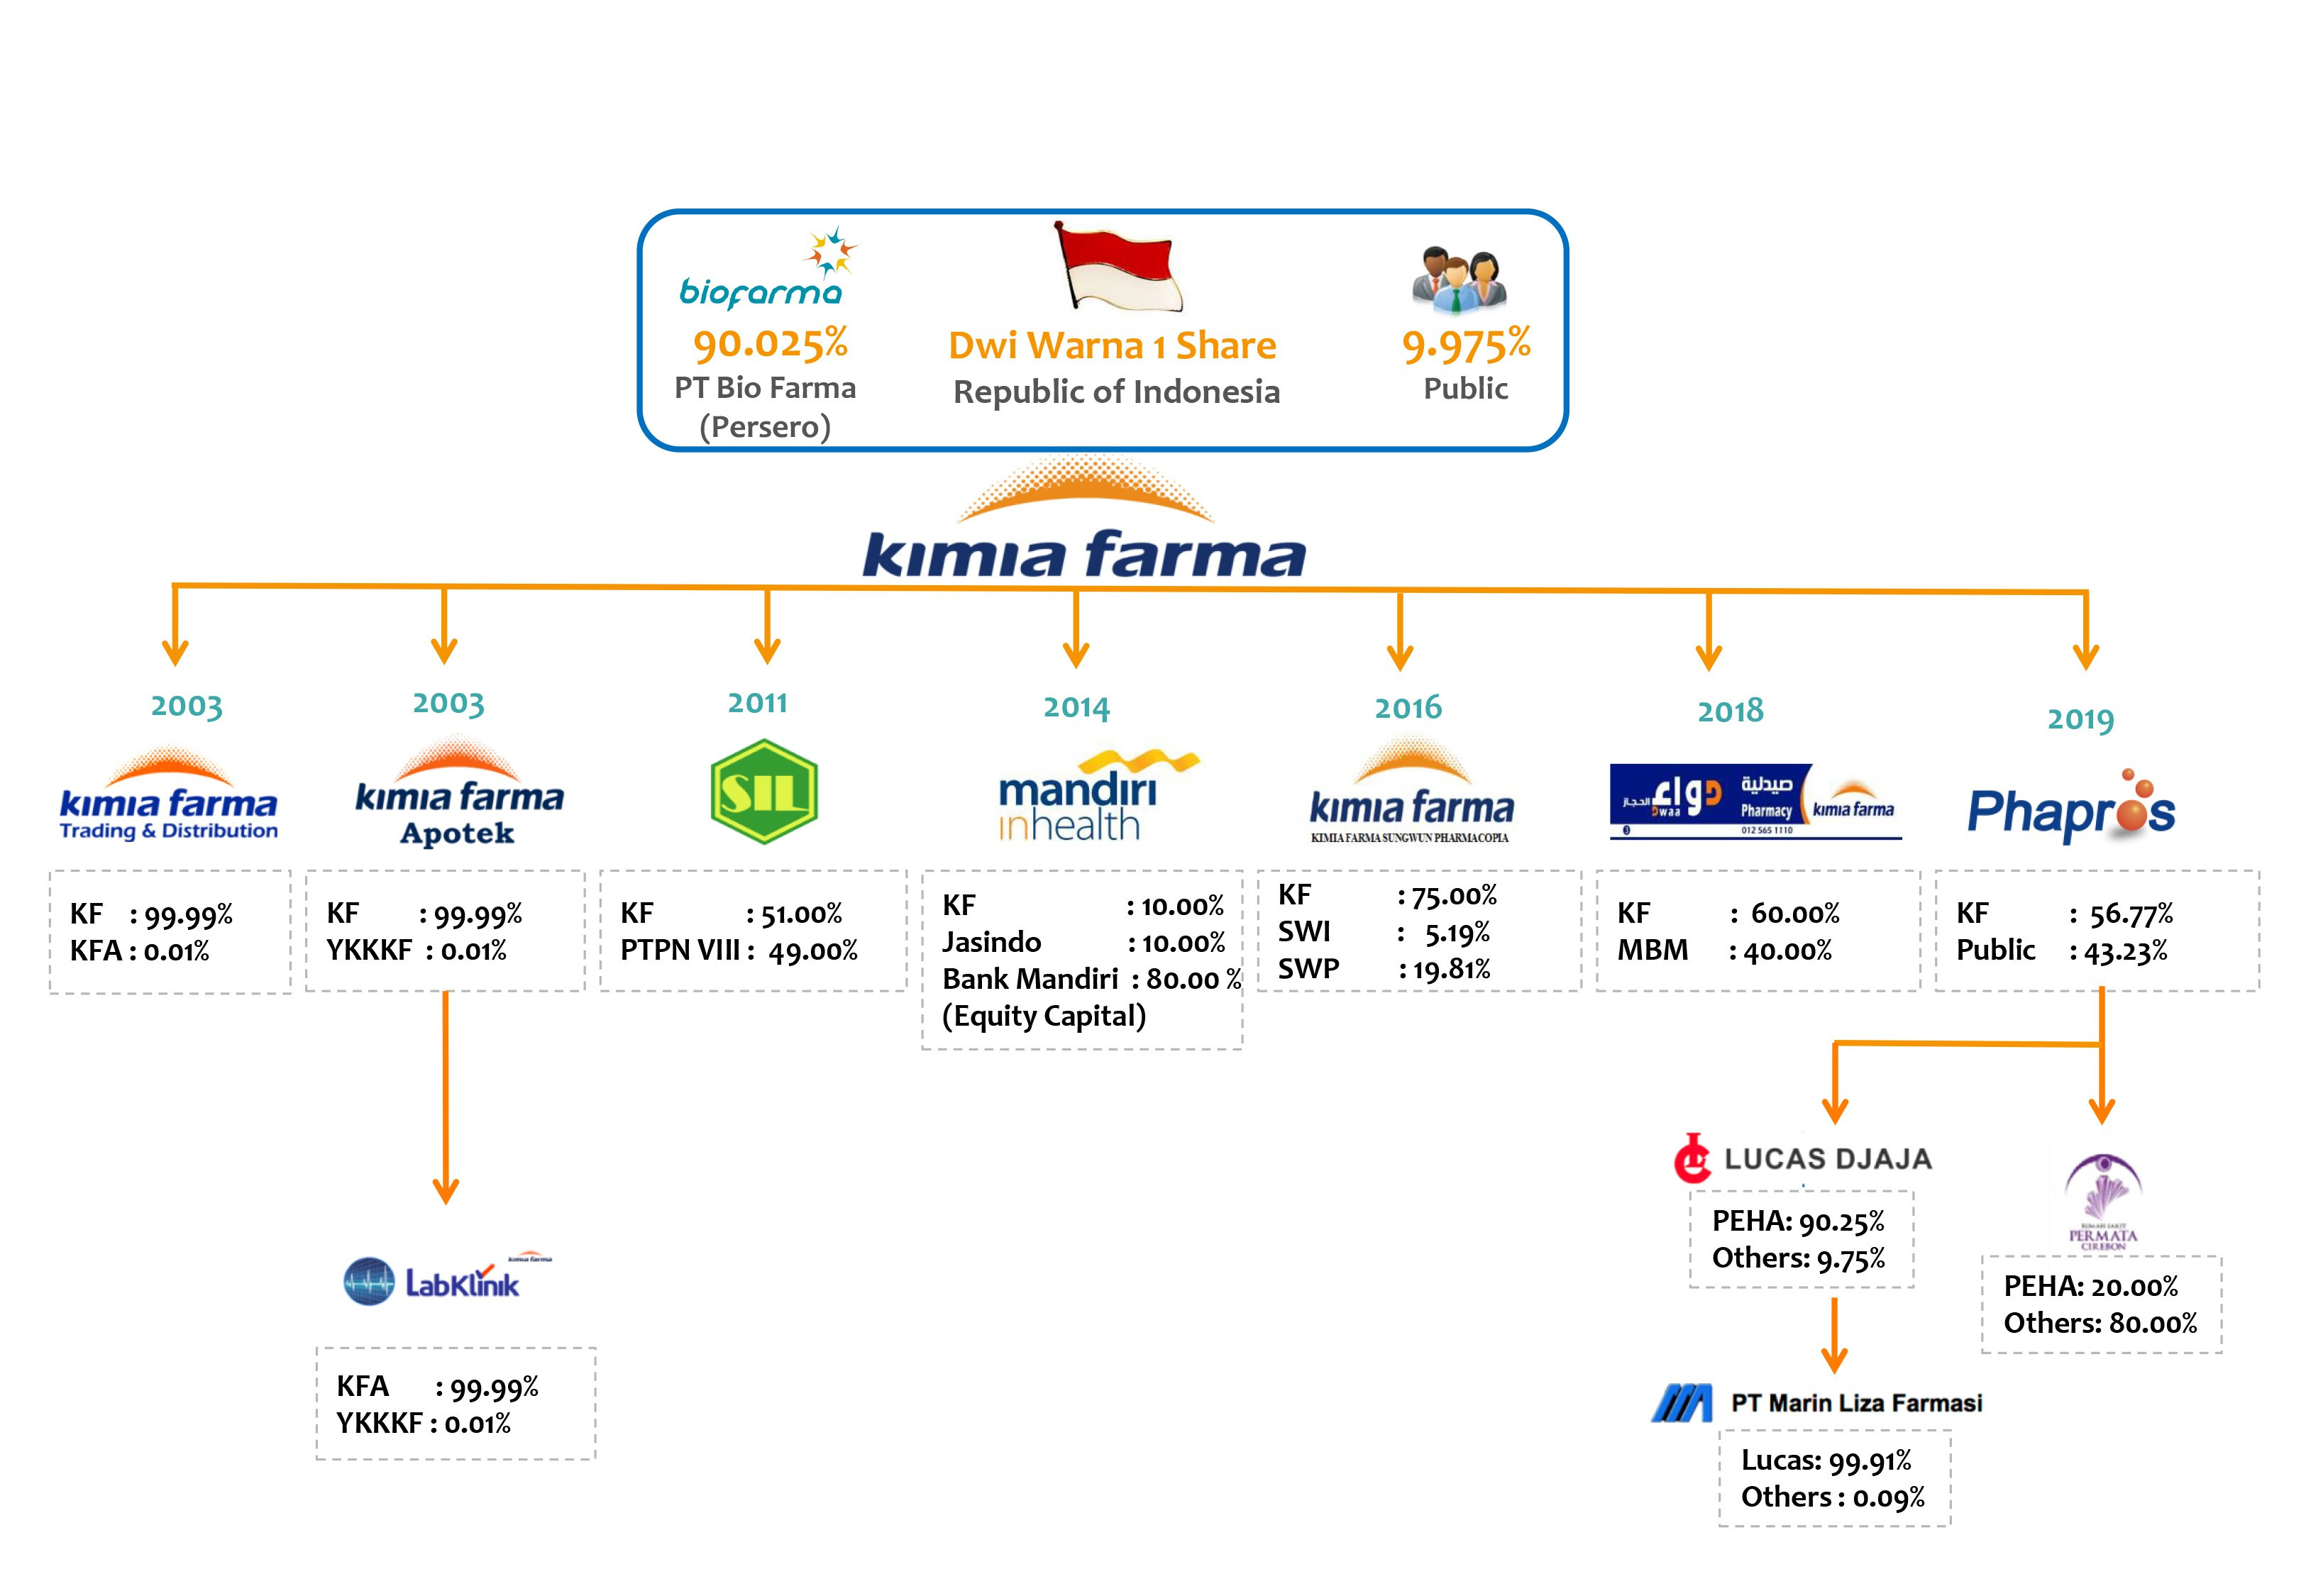 biofarma
90.025%
PT Bio Farma
(Persero)
Dwi Warna 1 Share
Republic of Indonesia
9.975%
Public
kimia farma
2003
kimia farma
Trading & Distribution
KF : 99.99%
KFA : 0.01%
2003
kimia farma
Apotek
KF : 99.99%
YKKKF : 0.01%
2011
SIL
KF : 51.00%
PTPN VIII : 49.00%
2014
mandiri
inhealth
KF : 10.00%
Jasindo : 10.00%
Bank Mandiri : 80.00 %
(Equity Capital)
2016
kimia farma
KIMIA FARMA SUNGWUN PHARMACOPIA
KF : 75.00%
SWI : 5.19%
SWP : 19.81%
2018
دواء الحجاز
Dwaa
صيدلية
Pharmacy
012 565 1110
kimia farma
KF : 60.00%
MBM : 40.00%
2019
Phapros
KF : 56.77%
Public : 43.23%
kimia farma
LabKlinik
KFA : 99.99%
YKKKF : 0.01%
LUCAS DJAJA
PEHA: 90.25%
Others: 9.75%
PT Marin Liza Farmasi
Lucas: 99.91%
Others : 0.09%
RUMAH SAKIT
PERMATA
CIREBON
PEHA: 20.00%
Others: 80.00%